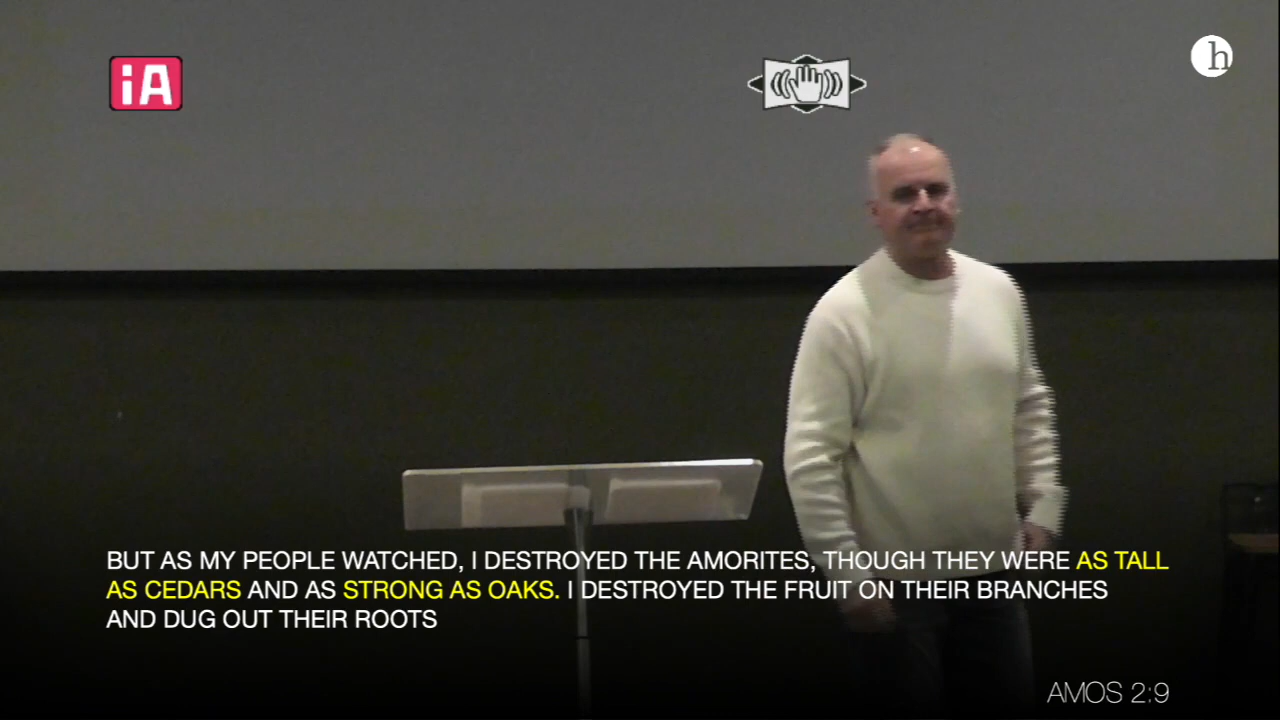 iA
h
BUT AS MY PEOPLE WATCHED, I DESTROYED THE AMORITES, THOUGH THEY WERE AS TALL
AS CEDARS AND AS STRONG AS OAKS. I DESTROYED THE FRUIT ON THEIR BRANCHES
AND DUG OUT THEIR ROOTS
AMOS 2:9